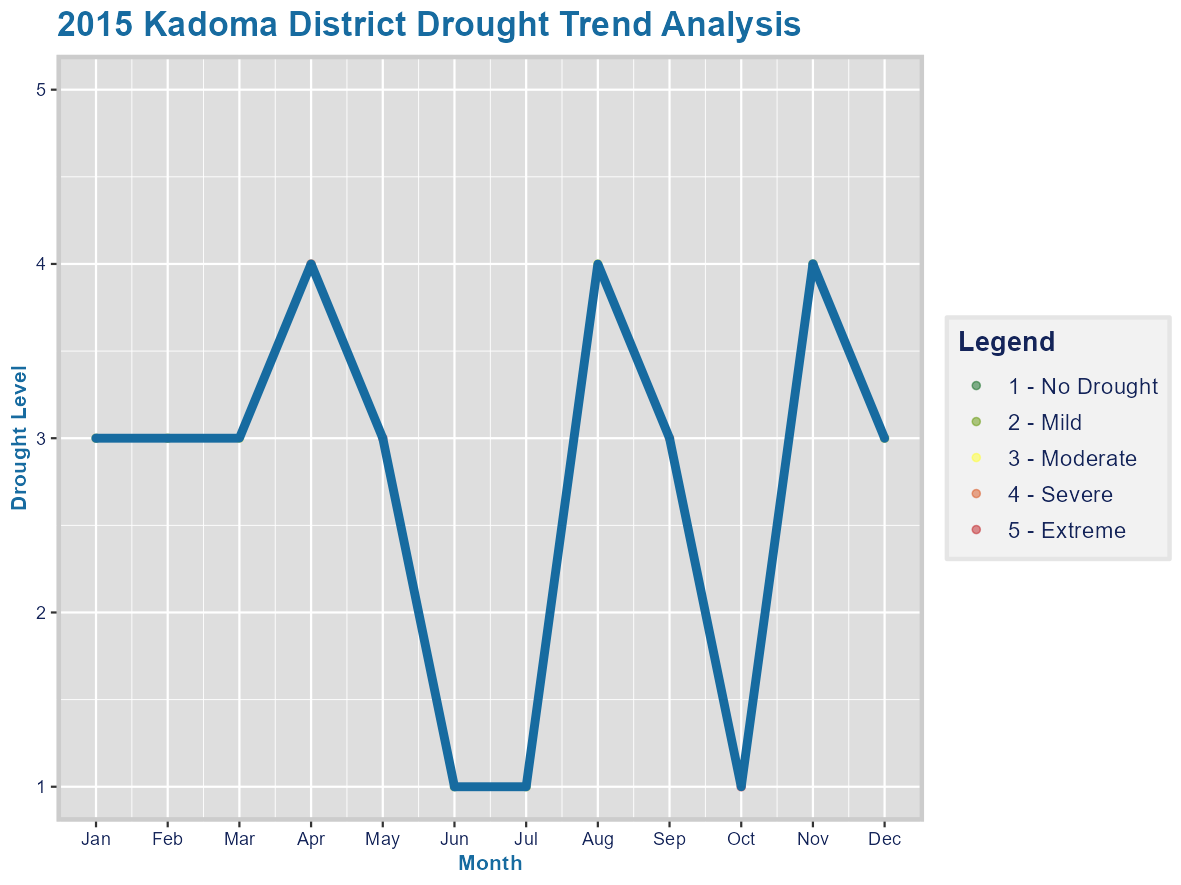 2015 Kadoma District Drought Trend Analysis
5
4
3
2
1
Drought Level
Jan Feb Mar Apr May Jun Jul Aug Sep Oct Nov Dec
Month
Legend
1 - No Drought
2 - Mild
3 - Moderate
4 - Severe
5 - Extreme